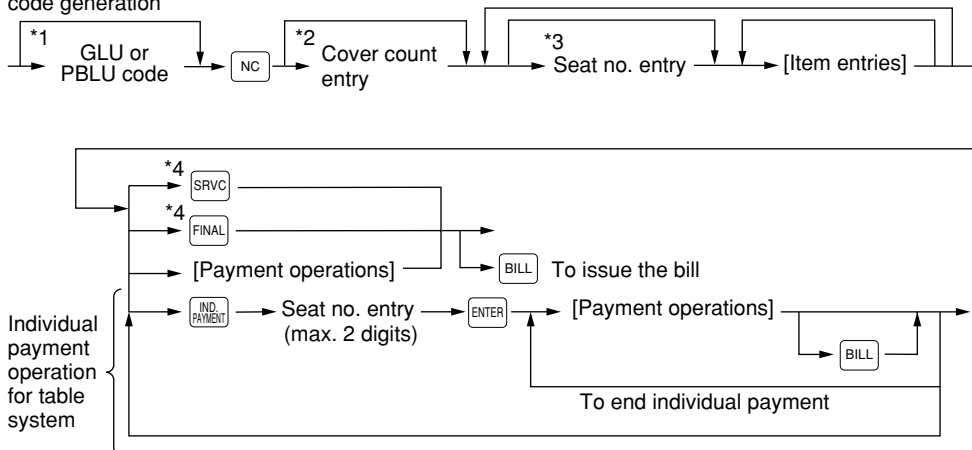 code generation
*1
GLU or
PBLU code
NC
*2
Cover count
entry
*3
Seat no. entry
[Item entries]
*4
SRVC
*4
FINAL
[Payment operations]
BILL
To issue the bill
Individual
payment
operation
for table
system
IND.
PAYMENT
Seat no. entry
(max. 2 digits)
ENTER
[Payment operations]
BILL
To end individual payment